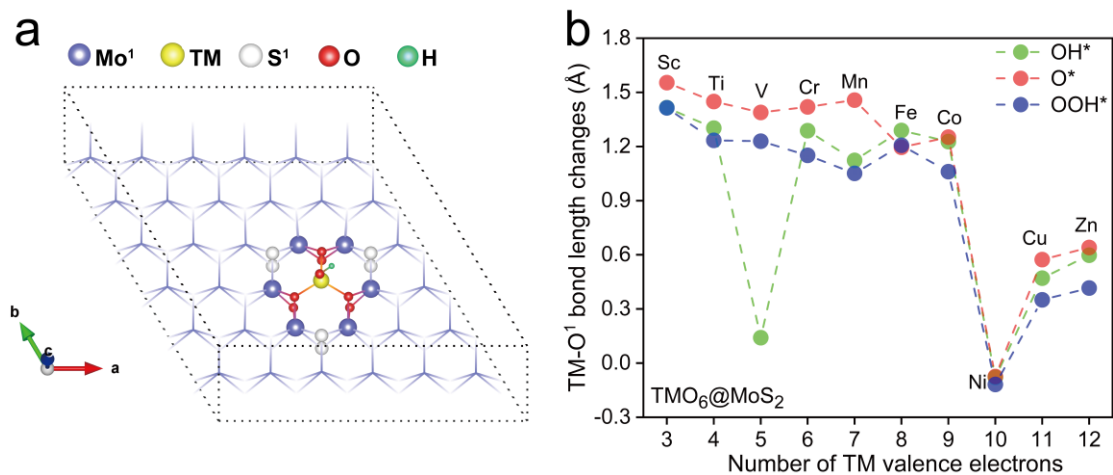 a
Mo¹ TM S¹ O H
b
c
a
b
TM-O¹ bond length changes (Å)
1.8
1.5
1.2
0.9
0.6
0.3
0.0
-0.3
Sc
Ti
V
Cr
Mn
Fe
Co
Ni
Cu
Zn
OH*
O*
OOH*
TMO₆@MoS₂
3 4 5 6 7 8 9 10 11 12
Number of TM valence electrons